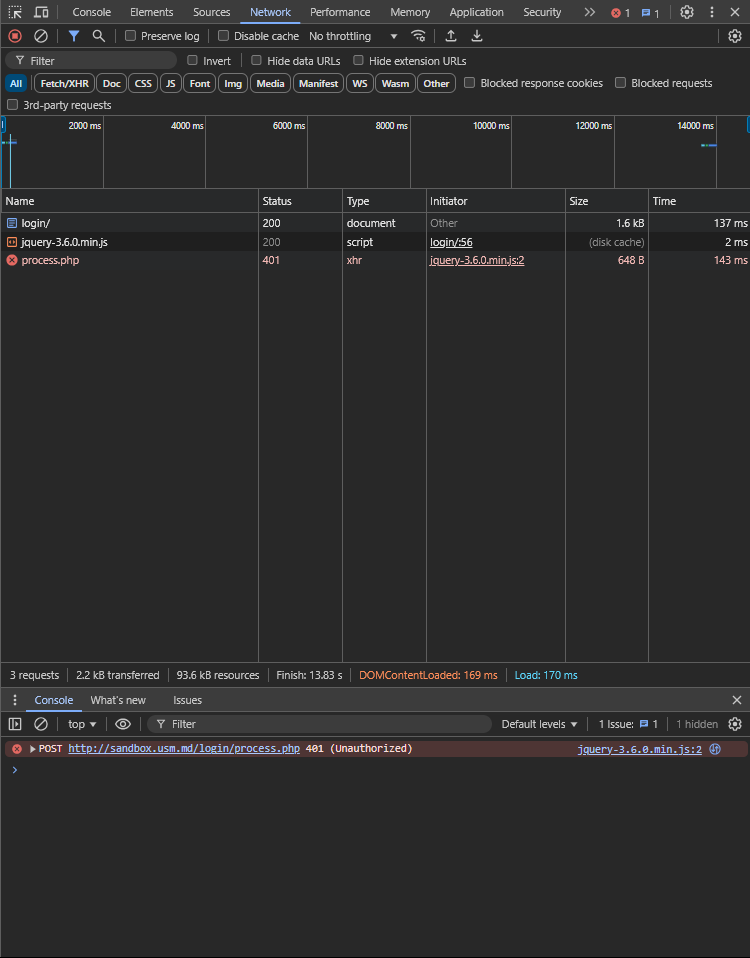 Console Elements Sources Network Performance Memory Application Security 1 1
Preserve log Disable cache No throttling
Filter Invert Hide data URLs Hide extension URLs
All Fetch/XHR Doc CSS JS Font Img Media Manifest WS Wasm Other Blocked response cookies Blocked requests
3rd-party requests
2000 ms 4000 ms 6000 ms 8000 ms 10000 ms 12000 ms 14000 ms
Name Status Type Initiator Size Time
login/ 200 document Other 1.6 kB 137 ms
jquery-3.6.0.min.js 200 script login/:56 (disk cache) 2 ms
process.php 401 xhr jquery-3.6.0.min.js:2 648 B 143 ms
3 requests 2.2 kB transferred 93.6 kB resources Finish: 13.83 s DOMContentLoaded: 169 ms Load: 170 ms
Console What's new Issues
top Filter Default levels 1 Issue: 1 1 hidden
POST http://sandbox.usm.md/login/process.php 401 (Unauthorized) jquery-3.6.0.min.js:2